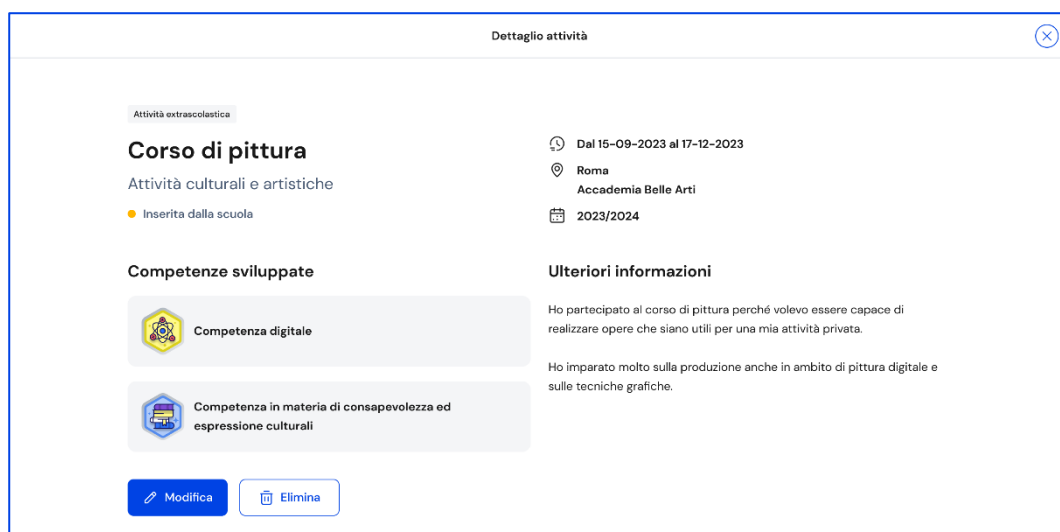 Dettaglio attività
Attività extrascolastica
Corso di pittura
Attività culturali e artistiche
Inserita dalla scuola
Dal 15-09-2023 al 17-12-2023
Roma
Accademia Belle Arti
2023/2024
Competenze sviluppate
Competenza digitale
Competenza in materia di consapevolezza ed
espressione culturali
Ulteriori informazioni
Ho partecipato al corso di pittura perché volevo essere capace di
realizzare opere che siano utili per una mia attività privata.
Ho imparato molto sulla produzione anche in ambito di pittura digitale e
sulle tecniche grafiche.
Modifica
Elimina